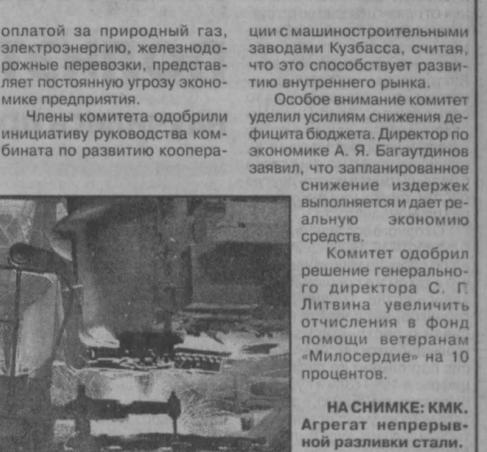 оплатой за природный газ,
электроэнергию, железнодо-
рожные перевозки, представ-
ляет постоянную угрозу эконо-
мике предприятия.
Члены комитета одобрили
инициативу руководства ком-
бината по развитию коопера-
ции с машиностроительными
заводами Кузбасса, считая,
что это способствует разви-
тию внутреннего рынка.
Особое внимание комитет
уделил усилиям снижения де-
фицита бюджета. Директор по
экономике А. Я. Багаутдинов
заявил, что запланированное
снижение издержек
выполняется и дает ре-
альную экономию
средств.
Комитет одобрил
решение генерально-
го директора С. Г.
Литвина увеличить
отчисления в фонд
помощи ветеранам
«Милосердие» на 10
процентов.
НА СНИМКЕ: КМК.
Агрегат непрерыв-
ной разливки стали.